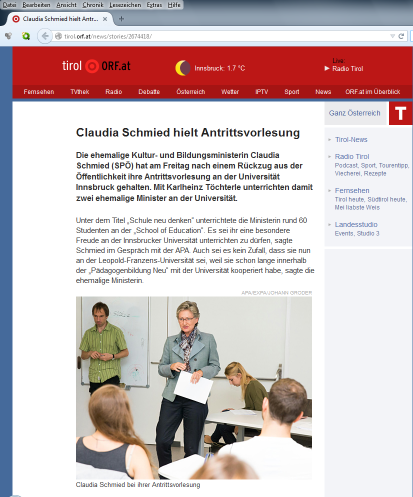 Datei Bearbeiten Ansicht Chronik Lesezeichen Extras Hilfe
Claudia Schmied hielt Antr...
tirol.orf.at/news/stories/2674418/
tirol ORF.at
Innsbruck: 1.7 °C
Live
Radio Tirol
Fernsehen TVthek Radio Debatte Österreich Wetter IPTV Sport News ORF.at im Überblick
Ganz Österreich T
Claudia Schmied hielt Antrittsvorlesung
Die ehemalige Kultur- und Bildungsministerin Claudia
Schmied (SPÖ) hat am Freitag nach einem Rückzug aus der
Öffentlichkeit ihre Antrittsvorlesung an der Universität
Innsbruck gehalten. Mit Karlheinz Töchterle unterrichten damit
zwei ehemalige Minister an der Universität.
Unter dem Titel „Schule neu denken" unterrichtete die Ministerin rund 60
Studenten an der „School of Education". Es sei ihr eine besondere
Freude an der Innsbrucker Universität unterrichten zu dürfen, sagte
Schmied im Gespräch mit der APA. Auch sei es kein Zufall, dass sie nun
an der Leopold-Franzens-Universität sei, weil sie schon lange innerhalb
der „Pädagogenbildung Neu" mit der Universität kooperiert habe, sagte die
ehemalige Ministerin.
APA/EXPA/JOHANN GRODER
Claudia Schmied bei ihrer Antrittsvorlesung
Tirol-News
Radio Tirol
Podcast, Sport, Tourentipp,
Viecherei, Rezepte
Fernsehen
Tirol heute, Südtirol heute,
Mei liabste Weis
Landesstudio
Events, Studio 3